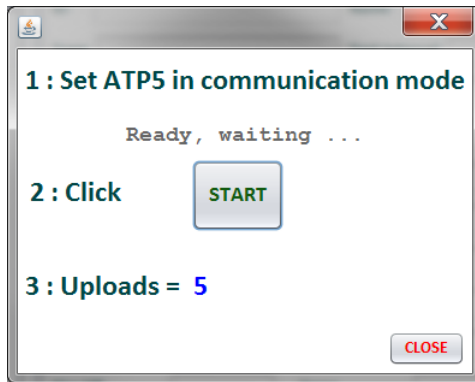 1 : Set ATP5 in communication mode
Ready, waiting ...
2 : Click START
3 : Uploads = 5
CLOSE